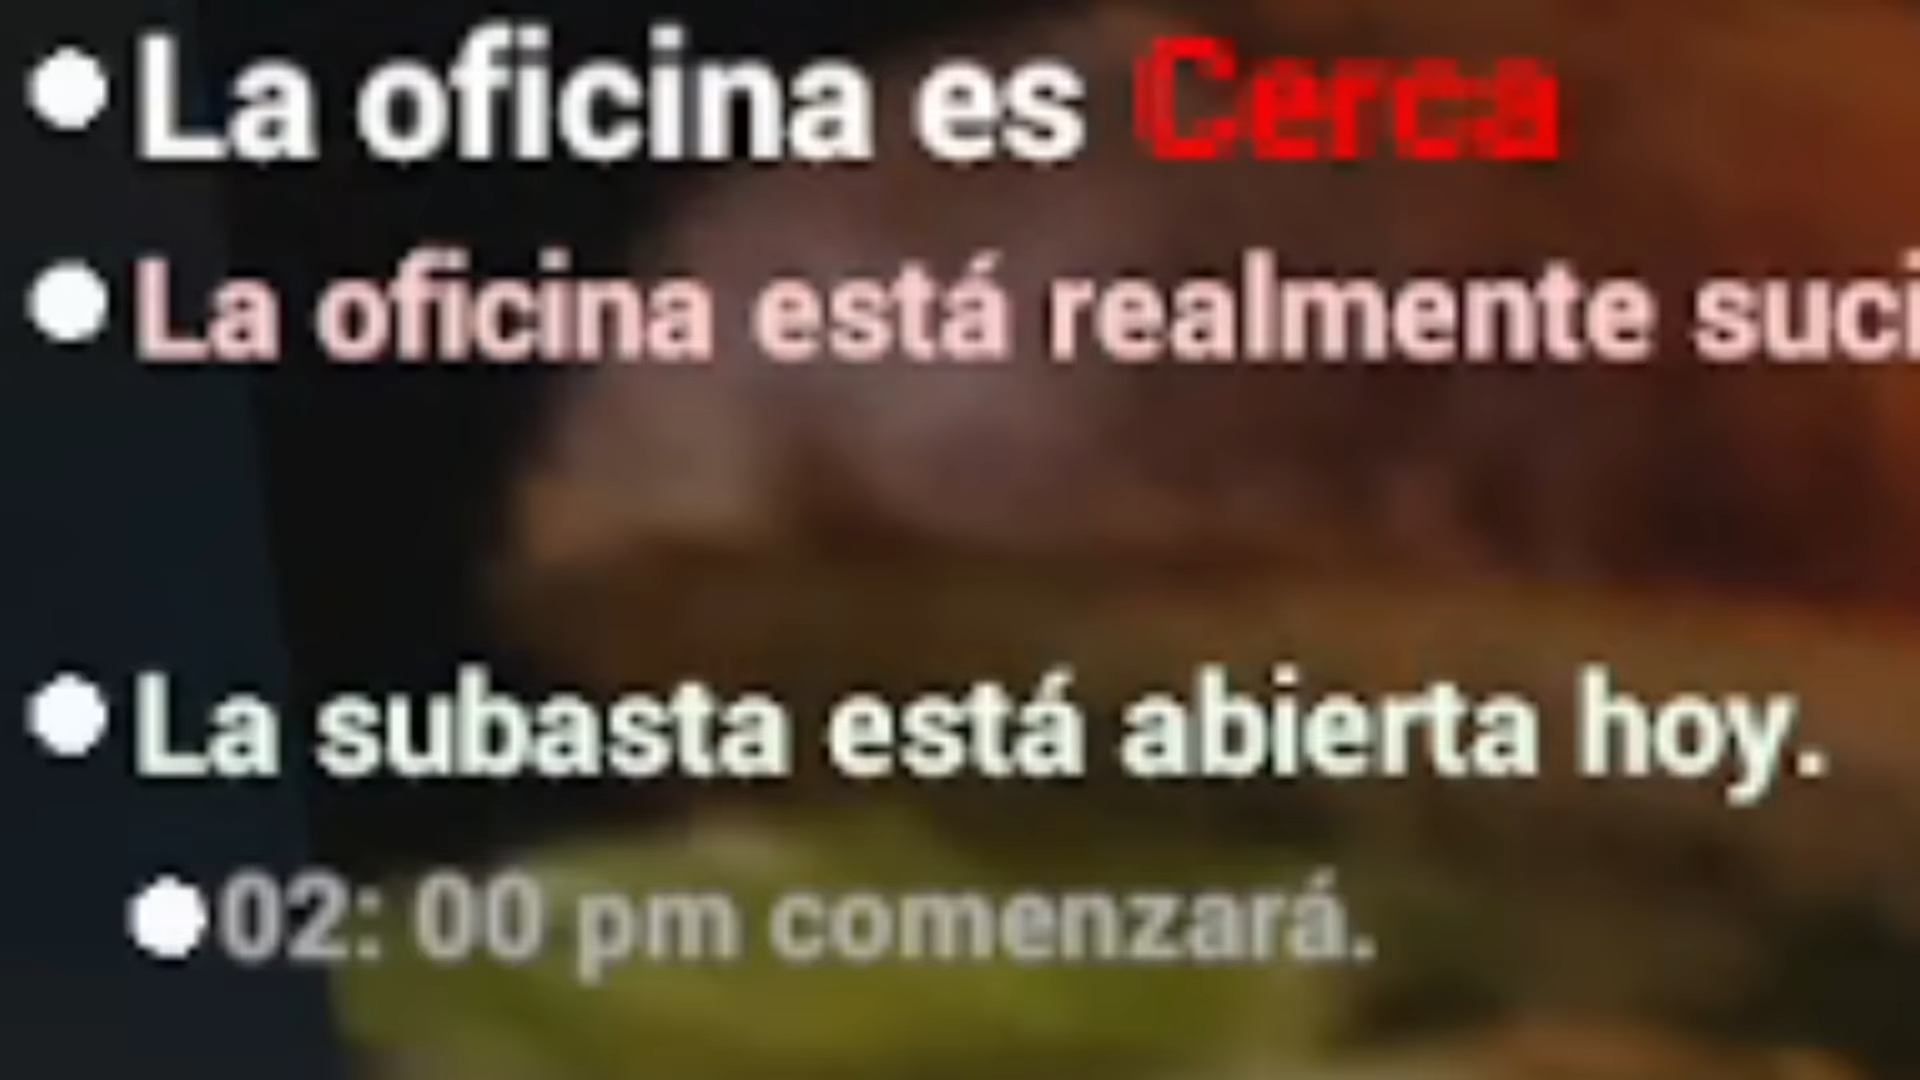 La oficina es Cerca
La oficina está realmente suci
La subasta está abierta hoy.
02: 00 pm comenzará.